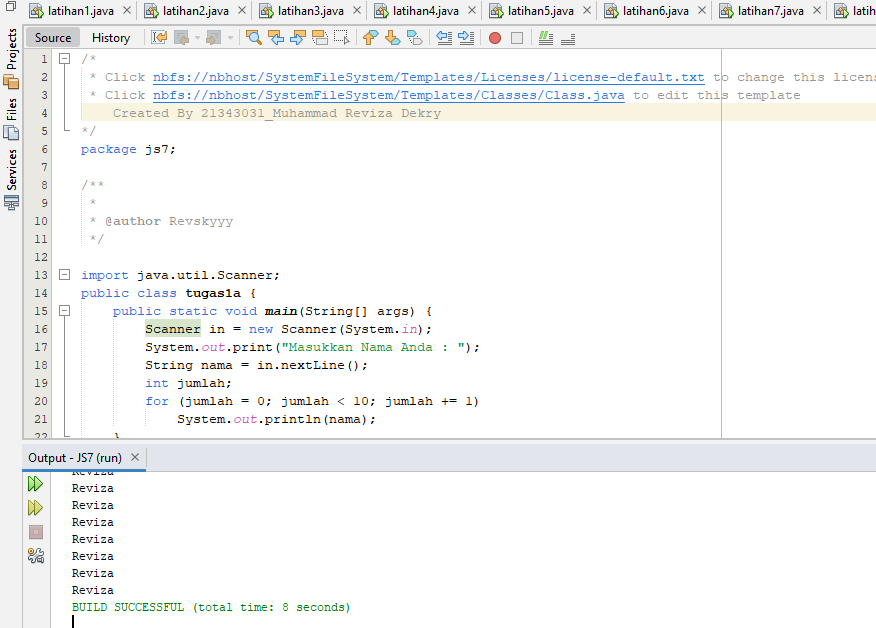 latihan1.java × latihan2.java × latihan3.java × latihan4.java × latihan5.java × latihan6.java × latihan7.java × latih
Projects
Files
Services
Source History
1 /*
2 * Click nbfs://nbhost/SystemFileSystem/Templates/Licenses/license-default.txt to change this licens
3 * Click nbfs://nbhost/SystemFileSystem/Templates/Classes/Class.java to edit this template
4 Created By 21343031_Muhammad Reviza Dekry
5 */
6 package js7;
7
8 /**
9 *
10 * @author Revskyyy
11 */
12
13 import java.util.Scanner;
14 public class tugas1a {
15 public static void main(String[] args) {
16 Scanner in = new Scanner(System.in);
17 System.out.print("Masukkan Nama Anda : ");
18 String nama = in.nextLine();
19 int jumlah;
20 for (jumlah = 0; jumlah < 10; jumlah += 1)
21 System.out.println(nama);
22 }
Output - JS7 (run) ×
Reviza
Reviza
Reviza
Reviza
Reviza
Reviza
Reviza
Reviza
BUILD SUCCESSFUL (total time: 8 seconds)